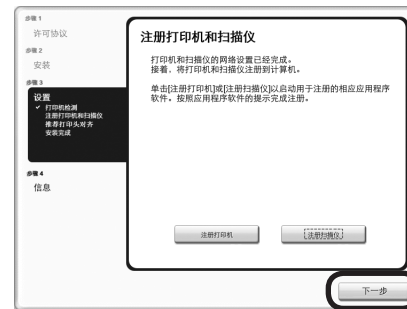 步骤 1
许可协议
步骤 2
安装
步骤 3
设置
✓ 打印机检测
注册打印机和扫描仪
推荐打印头对齐
安装完成
步骤 4
信息
注册打印机和扫描仪
打印机和扫描仪的网络设置已经完成。
接着，将打印机和扫描仪注册到计算机。
单击[注册打印机]或[注册扫描仪]以启动用于注册的相应应用程序
软件。按照应用程序软件的提示完成注册。
注册打印机
注册扫描仪
下一步